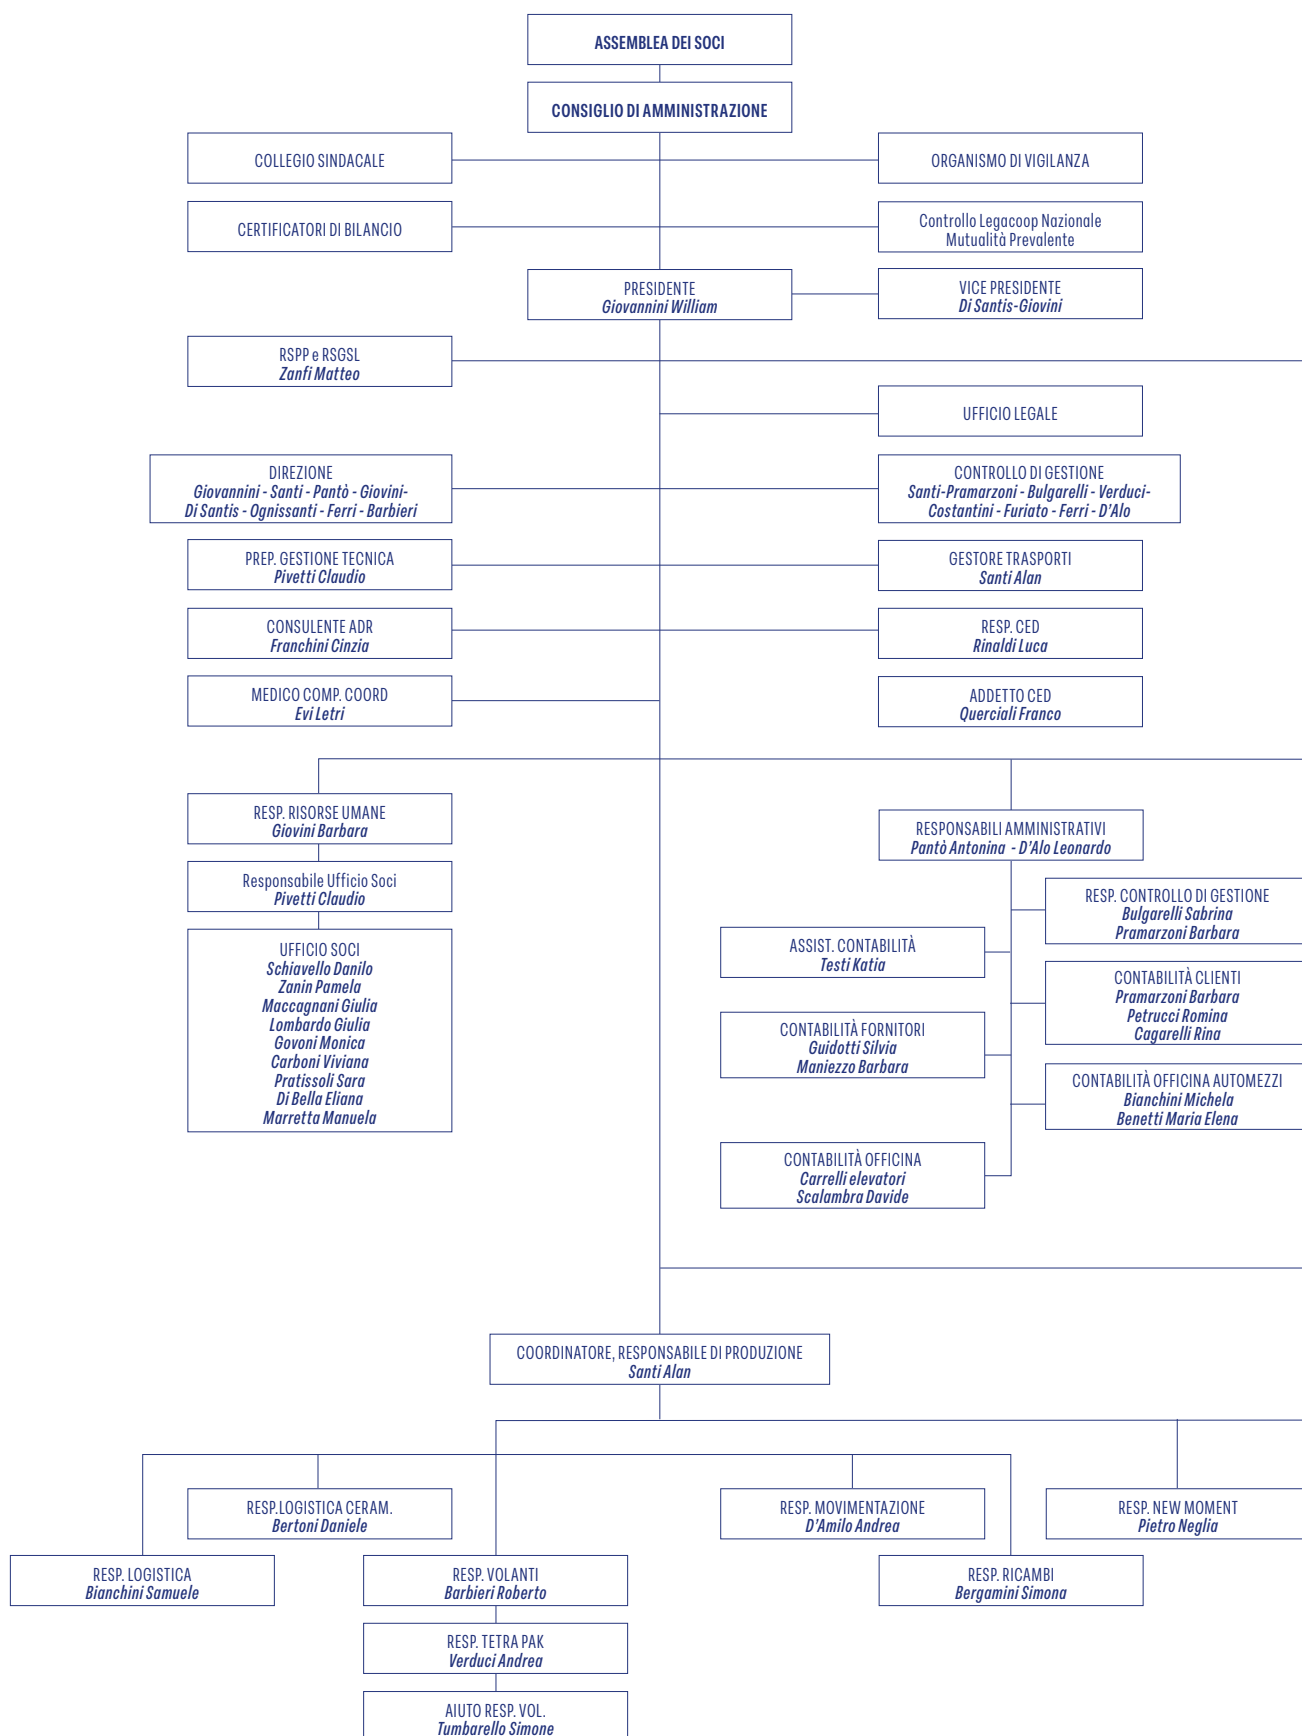 ASSEMBLEA DEI SOCI
CONSIGLIO DI AMMINISTRAZIONE
COLLEGIO SINDACALE
ORGANISMO DI VIGILANZA
CERTIFICATORI DI BILANCIO
Controllo Legacoop Nazionale
Mutualità Prevalente
PRESIDENTE
Giovannini William
VICE PRESIDENTE
Di Santis-Giovini
RSPP e RSGSL
Zanfi Matteo
UFFICIO LEGALE
DIREZIONE
Giovannini - Santi - Pantò - Giovini-
Di Santis - Ognissanti - Ferri - Barbieri
CONTROLLO DI GESTIONE
Santi-Pramarzoni - Bulgarelli - Verduci-
Costantini - Furiato - Ferri - D'Alo
PREP. GESTIONE TECNICA
Pivetti Claudio
GESTORE TRASPORTI
Santi Alan
CONSULENTE ADR
Franchini Cinzia
RESP. CED
Rinaldi Luca
MEDICO COMP. COORD
Evi Letri
ADDETTO CED
Querciali Franco
RESP. RISORSE UMANE
Giovini Barbara
Responsabile Ufficio Soci
Pivetti Claudio
UFFICIO SOCI
Schiavello Danilo
Zanin Pamela
Maccagnani Giulia
Lombardo Giulia
Govoni Monica
Carboni Viviana
Pratissoli Sara
Di Bella Eliana
Marretta Manuela
RESPONSABILI AMMINISTRATIVI
Pantò Antonina - D'Alo Leonardo
RESP. CONTROLLO DI GESTIONE
Bulgarelli Sabrina
Pramarzoni Barbara
ASSIST. CONTABILITÀ
Testi Katia
CONTABILITÀ CLIENTI
Pramarzoni Barbara
Petrucci Romina
Cagarelli Rina
CONTABILITÀ FORNITORI
Guidotti Silvia
Maniezzo Barbara
CONTABILITÀ OFFICINA AUTOMEZZI
Bianchini Michela
Benetti Maria Elena
CONTABILITÀ OFFICINA
Carrelli elevatori
Scalambra Davide
COORDINATORE, RESPONSABILE DI PRODUZIONE
Santi Alan
RESP.LOGISTICA CERAM.
Bertoni Daniele
RESP. MOVIMENTAZIONE
D'Amilo Andrea
RESP. NEW MOMENT
Pietro Neglia
RESP. LOGISTICA
Bianchini Samuele
RESP. VOLANTI
Barbieri Roberto
RESP. RICAMBI
Bergamini Simona
RESP. TETRA PAK
Verduci Andrea
AIUTO RESP. VOL.
Tumbarello Simone